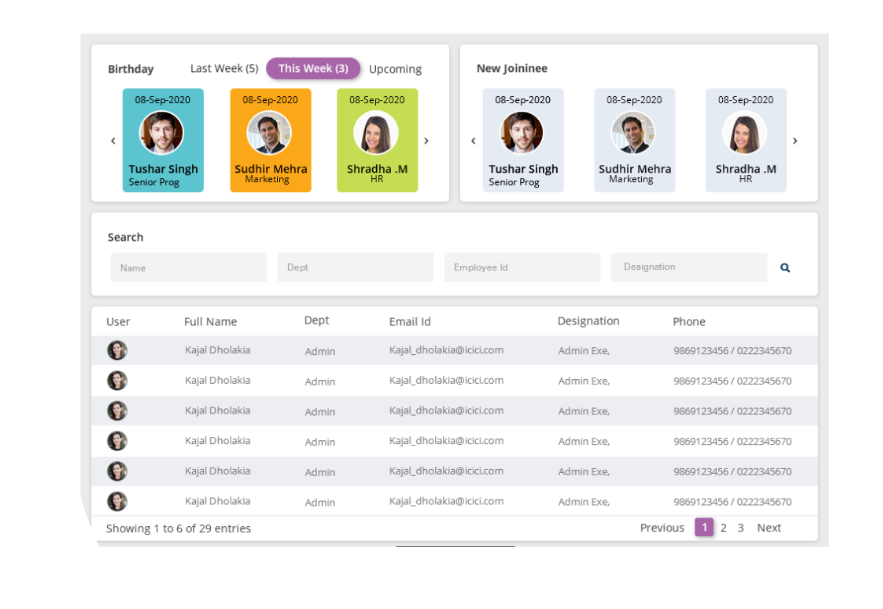 Birthday Last Week (5) This Week (3) Upcoming
08-Sep-2020 08-Sep-2020 08-Sep-2020
Tushar Singh Sudhir Mehra Shradha .M
Senior Prog Marketing HR
New Joininee
08-Sep-2020 08-Sep-2020 08-Sep-2020
Tushar Singh Sudhir Mehra Shradha .M
Senior Prog Marketing HR
Search
Name Dept Employee Id Designation
User Full Name Dept Email Id Designation Phone
Kajal Dholakia Admin Kajal_dholakia@icici.com Admin Exe, 9869123456 / 0222345670
Kajal Dholakia Admin Kajal_dholakia@icici.com Admin Exe, 9869123456 / 0222345670
Kajal Dholakia Admin Kajal_dholakia@icici.com Admin Exe, 9869123456 / 0222345670
Kajal Dholakia Admin Kajal_dholakia@icici.com Admin Exe, 9869123456 / 0222345670
Kajal Dholakia Admin Kajal_dholakia@icici.com Admin Exe, 9869123456 / 0222345670
Kajal Dholakia Admin Kajal_dholakia@icici.com Admin Exe, 9869123456 / 0222345670
Showing 1 to 6 of 29 entries Previous 1 2 3 Next